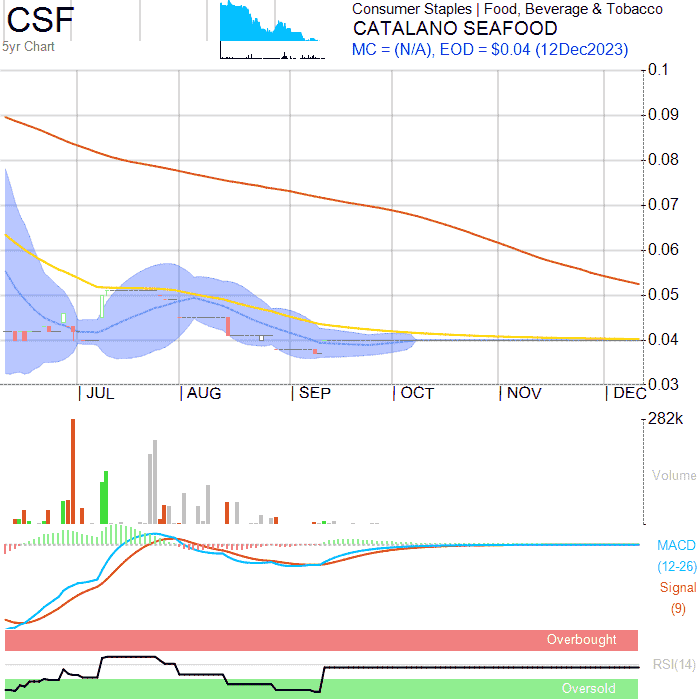 CSF
5yr Chart
Consumer Staples | Food, Beverage & Tobacco
CATALANO SEAFOOD
MC = (N/A), EOD = $0.04 (12Dec2023)
0.1
0.09
0.08
0.07
0.06
0.05
0.04
0.03
JUL AUG SEP OCT NOV DEC
282k
Volume
MACD
(12-26)
Signal
(9)
Overbought
RSI(14)
Oversold